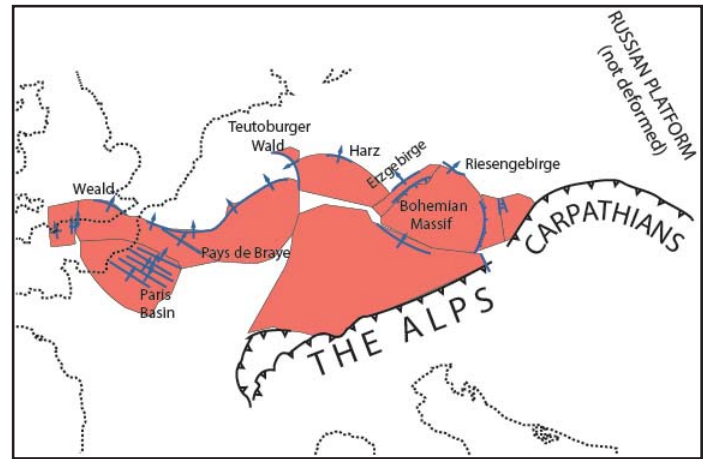 RUSSIAN PLATFORM
(not deformed)
Teutoburger
Wald
Harz
Erzgebirge
Riesengebirge
Weald
Bohemian
Massif
CARPATHIANS
Pays de Braye
Paris
Basin
THE ALPS